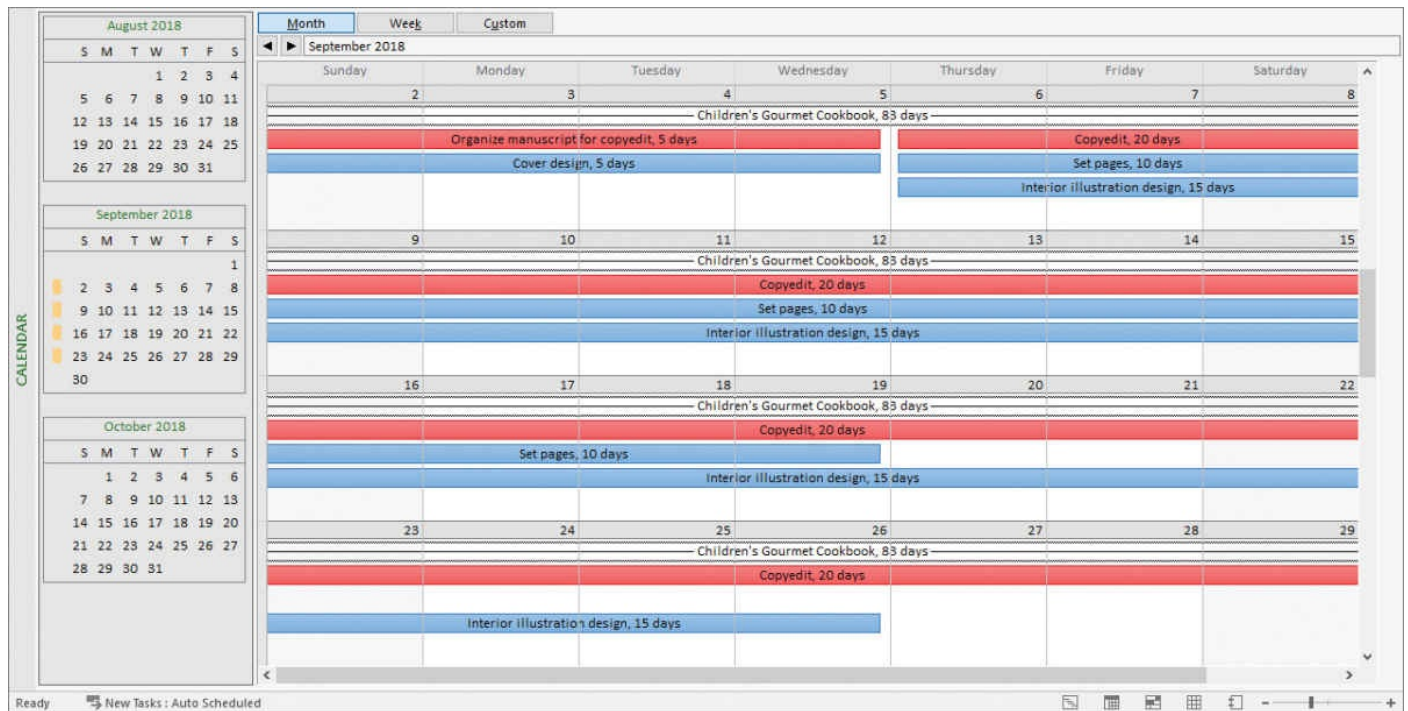 CALENDAR
August 2018
S M T W T F S
1 2 3 4
5 6 7 8 9 10 11
12 13 14 15 16 17 18
19 20 21 22 23 24 25
26 27 28 29 30 31
September 2018
S M T W T F S
1
2 3 4 5 6 7 8
9 10 11 12 13 14 15
16 17 18 19 20 21 22
23 24 25 26 27 28 29
30
October 2018
S M T W T F S
1 2 3 4 5 6
7 8 9 10 11 12 13
14 15 16 17 18 19 20
21 22 23 24 25 26 27
28 29 30 31
Month Week Custom
September 2018
Sunday Monday Tuesday Wednesday Thursday Friday Saturday
2 3 4 5 6 7 8
Children's Gourmet Cookbook, 83 days
Organize manuscript for copyedit, 5 days Copyedit, 20 days
Cover design, 5 days Set pages, 10 days
Interior illustration design, 15 days
9 10 11 12 13 14 15
Children's Gourmet Cookbook, 83 days
Copyedit, 20 days
Set pages, 10 days
Interior illustration design, 15 days
16 17 18 19 20 21 22
Children's Gourmet Cookbook, 83 days
Copyedit, 20 days
Set pages, 10 days
Interior illustration design, 15 days
23 24 25 26 27 28 29
Children's Gourmet Cookbook, 83 days
Copyedit, 20 days
Interior illustration design, 15 days
Ready New Tasks : Auto Scheduled